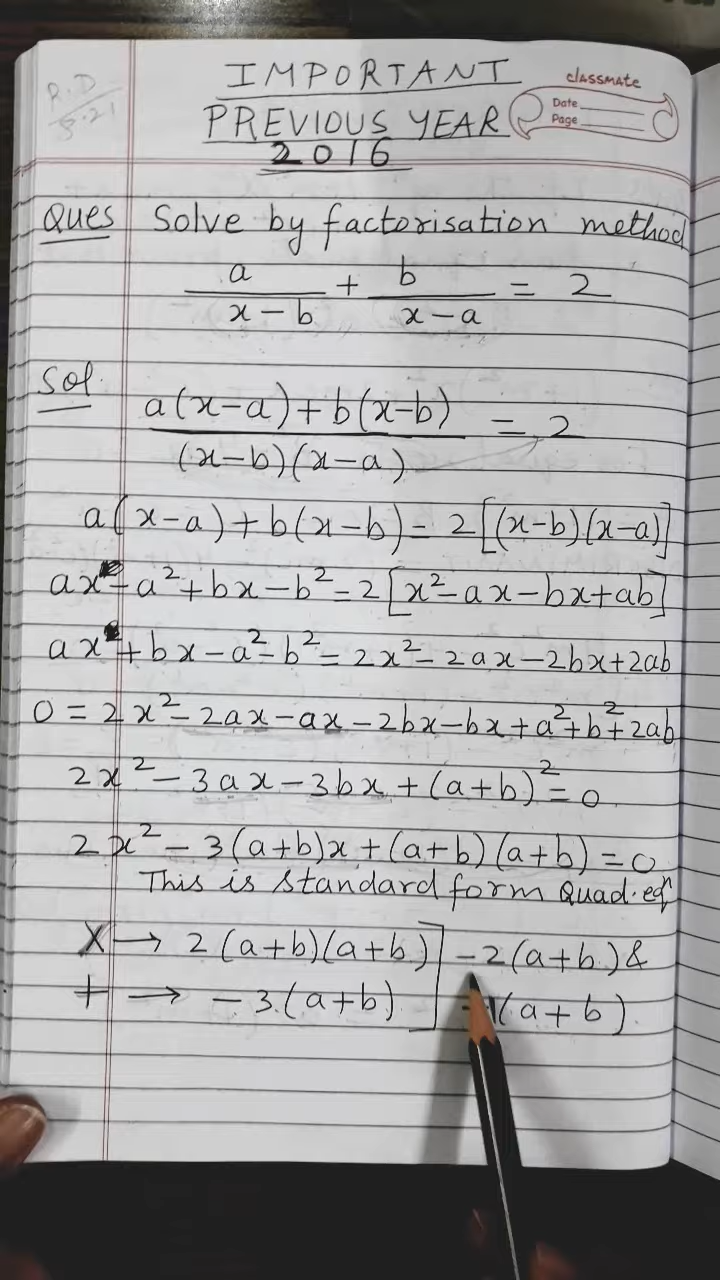 R.D
8.21
IMPORTANT
PREVIOUS YEAR
2016
classmate
Date
Page
Ques Solve by factorisation method
a/(x-b) + b/(x-a) = 2
Sol.
(a(x-a)+b(x-b))/((x-b)(x-a)) = 2
a(x-a)+b(x-b) = 2[(x-b)(x-a)]
ax - a²+bx-b² = 2[x²-ax-bx+ab]
ax + bx-a²-b² = 2x²-2ax-2bx+2ab
0 = 2x²-2ax-ax-2bx-bx+a²+b²+2ab
2x²-3ax-3bx+(a+b)²=0
2x²-3(a+b)x+(a+b)(a+b)=0
This is standard form Quad.eqⁿ
X → 2(a+b)(a+b) ] -2(a+b) &
+ → -3(a+b) ] -1(a+b)